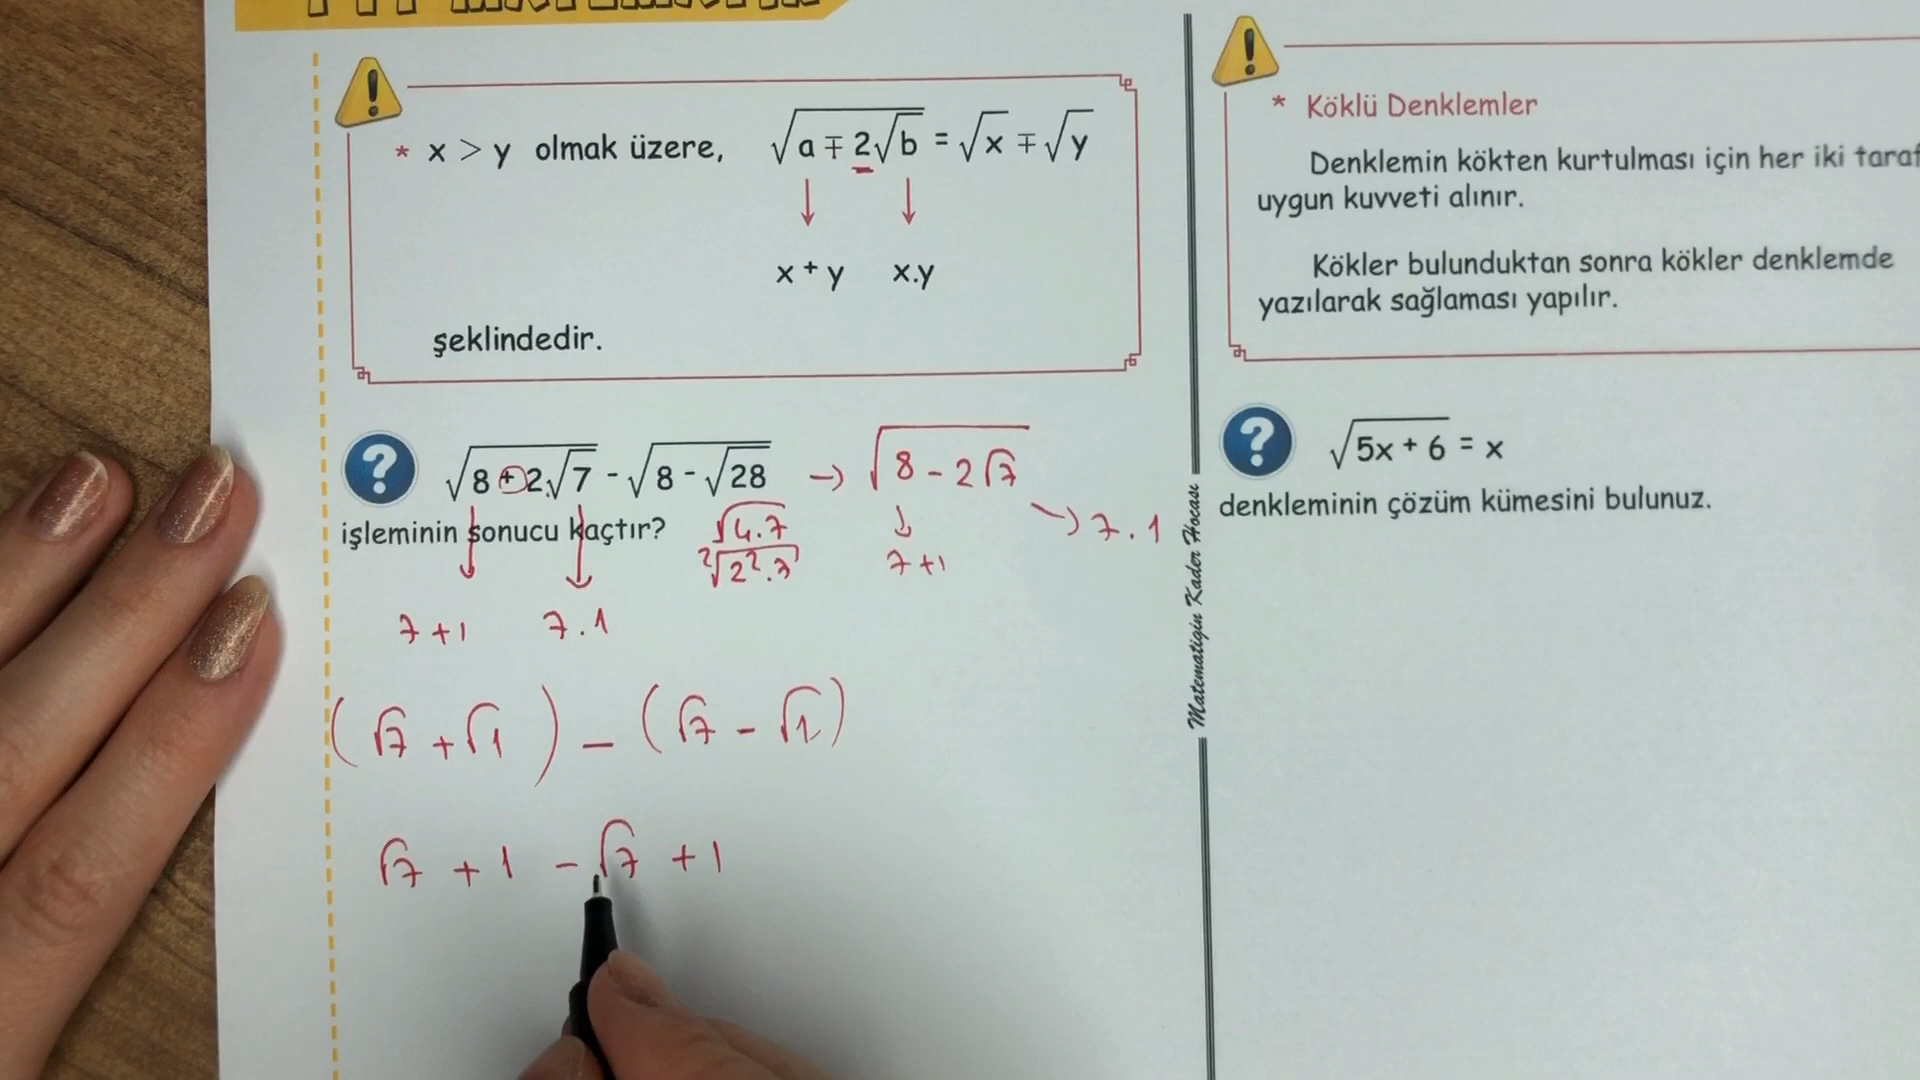 * x > y olmak üzere, √(a ∓ 2√b) = √x ∓ √y
↓ ↓
x + y x.y
şeklindedir.
√(8 + 2√7) - √(8 - √28) → √(8 - 2√7)
işleminin sonucu kaçtır?
√4.7
²√2².7
↓
7+1
→ 7.1
7+1 7.1
(√7 + √1) - (√7 - √1)
√7 + 1 - √7 + 1
Matematiğin Kader Hocası
* Köklü Denklemler
Denklemin kökten kurtulması için her iki taraf
uygun kuvveti alınır.
Kökler bulunduktan sonra kökler denklemde
yazılarak sağlaması yapılır.
√(5x + 6) = x
denkleminin çözüm kümesini bulunuz.